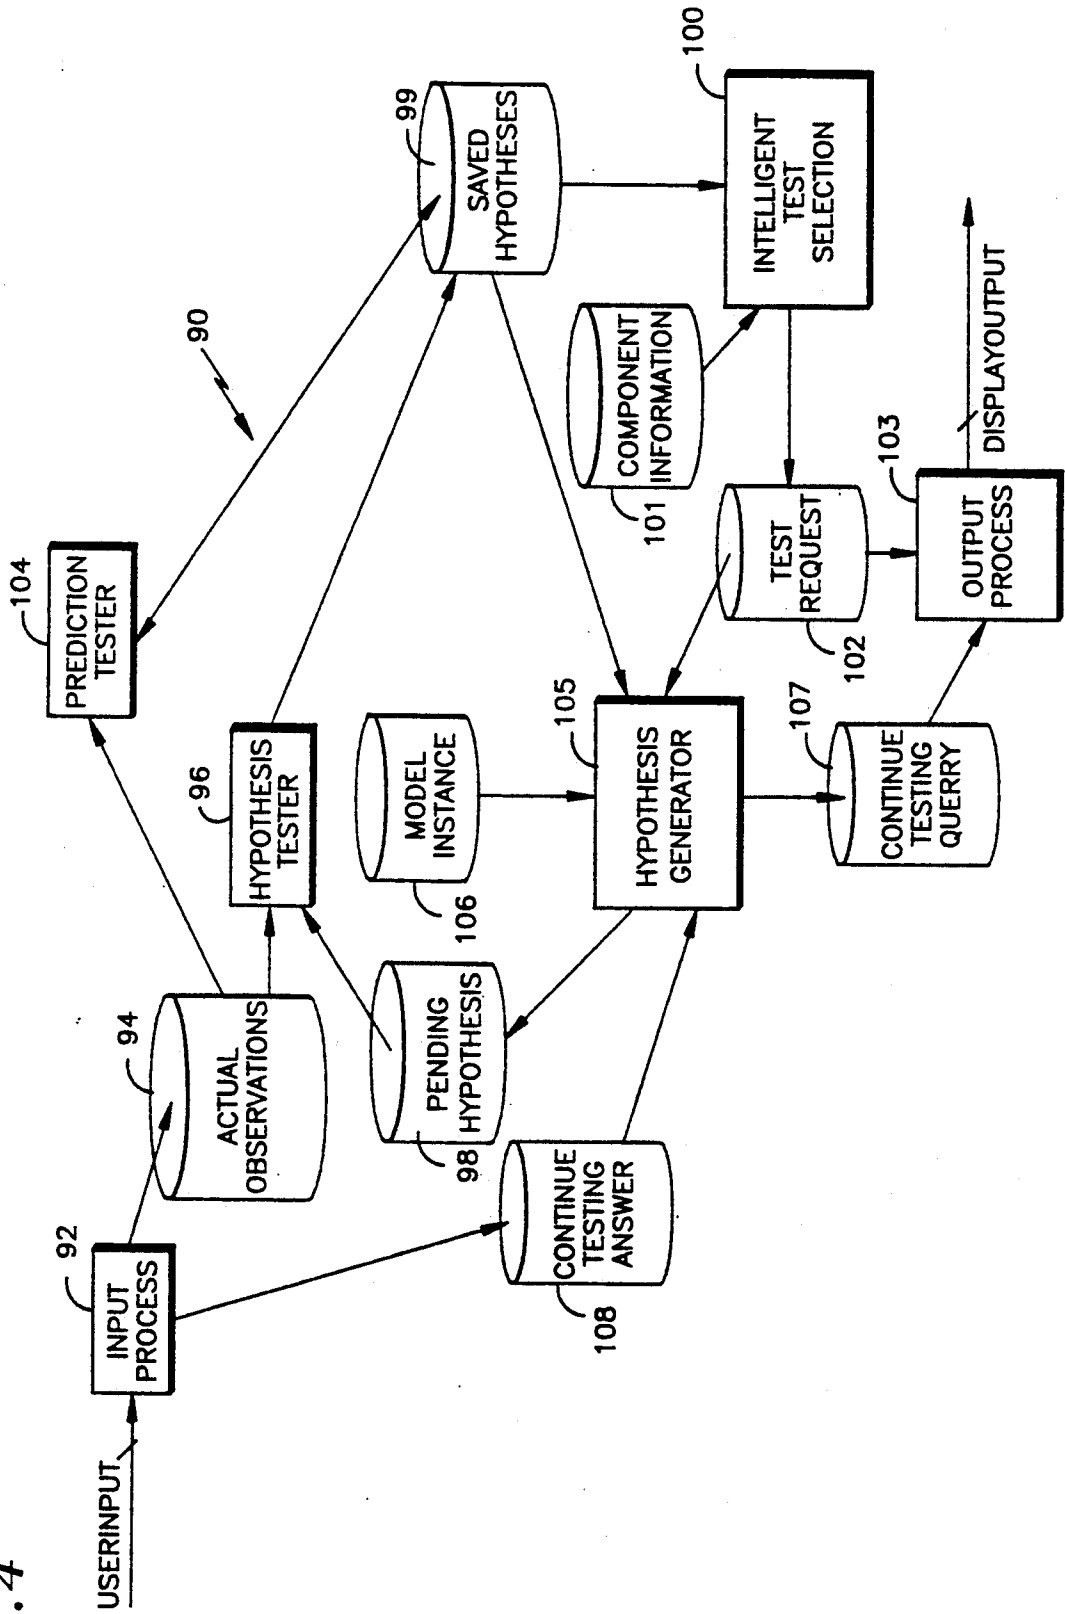 .4
USERINPUT
92
INPUT
PROCESS
94
ACTUAL
OBSERVATIONS
104
PREDICTION
TESTER
90
96
HYPOTHESIS
TESTER
99
SAVED
HYPOTHESES
98
PENDING
HYPOTHESIS
106
MODEL
INSTANCE
108
CONTINUE
TESTING
ANSWER
105
HYPOTHESIS
GENERATOR
101
COMPONENT
INFORMATION
100
INTELLIGENT
TEST
SELECTION
102
TEST
REQUEST
107
CONTINUE
TESTING
QUERRY
103
OUTPUT
PROCESS
DISPLAYOUTPUT